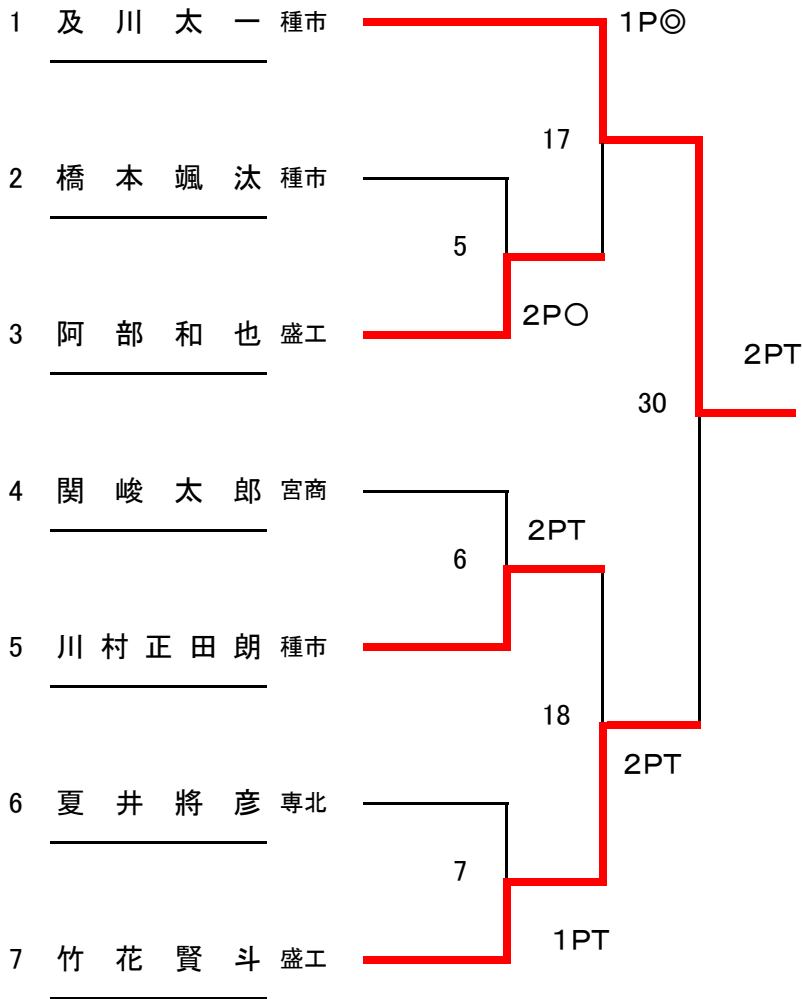 1 及川太一 種市
1P◎
17
2 橋本颯汰 種市
5
2P○
3 阿部和也 盛工
2PT
30
4 関峻太郎 宮商
2PT
6
5 川村正田朗 種市
18
2PT
6 夏井將彦 専北
7
1PT
7 竹花賢斗 盛工